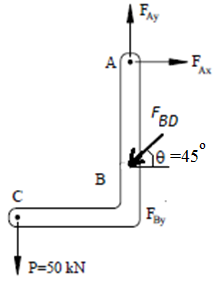 F_Ay
A
F_Ax
F_BD
θ =45°
B
C
F_By
P=50 kN